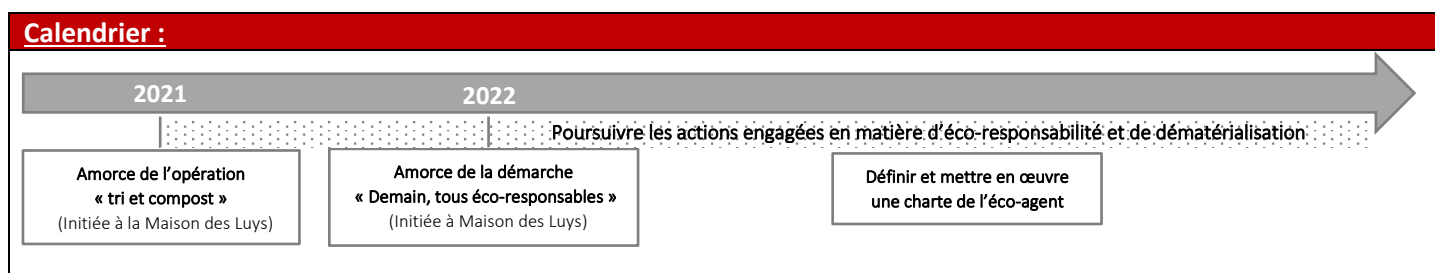 Calendrier :
2021
2022
Poursuivre les actions engagées en matière d’éco-responsabilité et de dématérialisation
Amorce de l’opération
« tri et compost »
(Initiée à la Maison des Luys)
Amorce de la démarche
« Demain, tous éco-responsables »
(Initiée à Maison des Luys)
Définir et mettre en œuvre
une charte de l’éco-agent